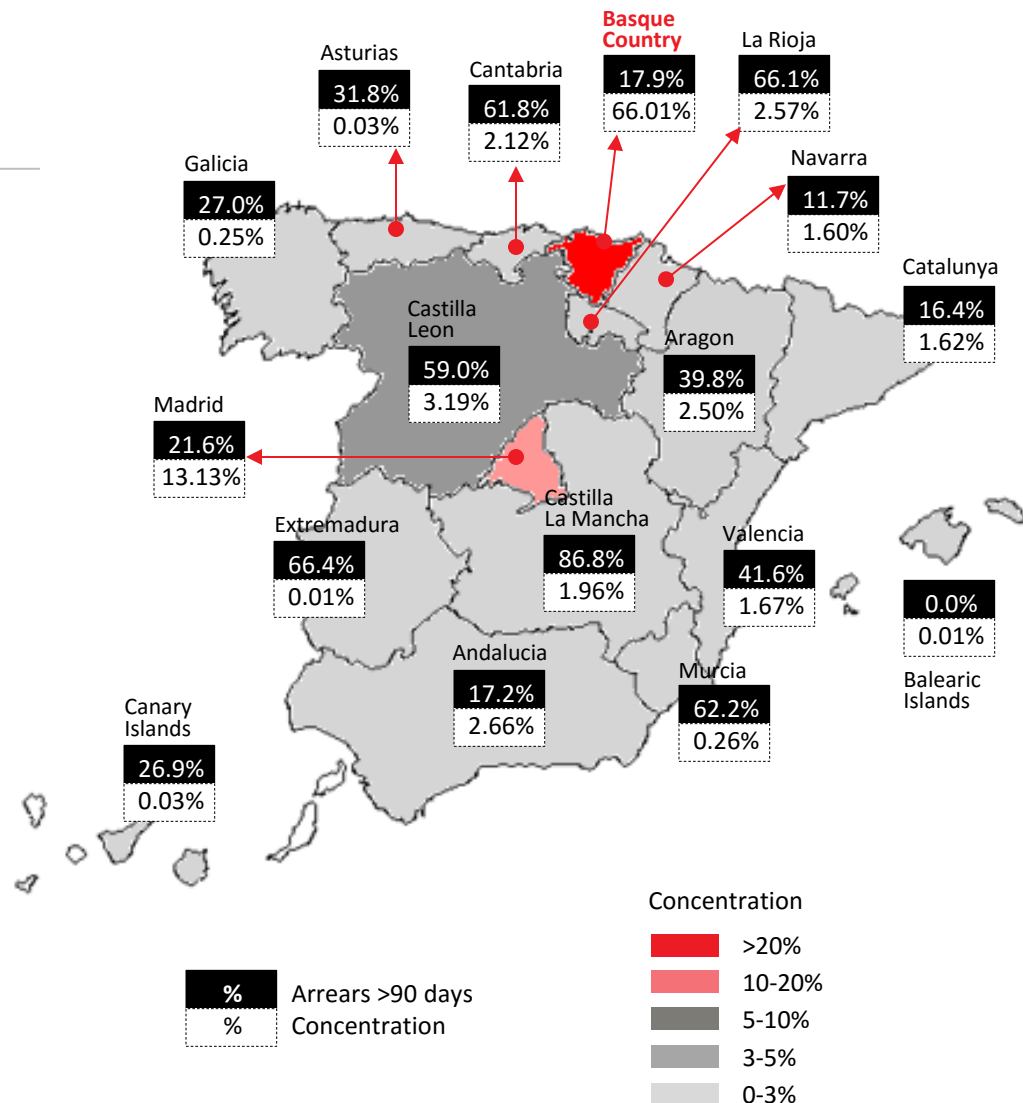 Basque
Country
17.9%
66.01%
La Rioja
66.1%
2.57%
Asturias
31.8%
0.03%
Cantabria
61.8%
2.12%
Galicia
27.0%
0.25%
Navarra
11.7%
1.60%
Catalunya
16.4%
1.62%
Castilla
Leon
59.0%
3.19%
Aragon
39.8%
2.50%
Madrid
21.6%
13.13%
Extremadura
66.4%
0.01%
Castilla
La Mancha
86.8%
1.96%
Valencia
41.6%
1.67%
0.0%
0.01%
Balearic
Islands
Andalucia
17.2%
2.66%
Murcia
62.2%
0.26%
Canary
Islands
26.9%
0.03%
Concentration
>20%
10-20%
5-10%
3-5%
0-3%
% Arrears >90 days
% Concentration